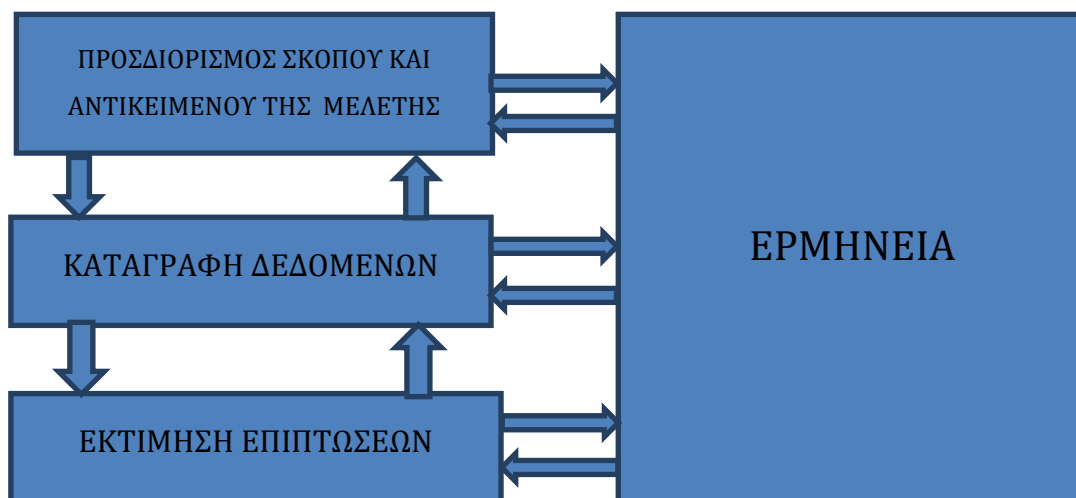 ΠΡΟΣΔΙΟΡΙΣΜΟΣ ΣΚΟΠΟΥ ΚΑΙ
ΑΝΤΙΚΕΙΜΕΝΟΥ ΤΗΣ ΜΕΛΕΤΗΣ
ΚΑΤΑΓΡΑΦΗ ΔΕΔΟΜΕΝΩΝ
ΕΚΤΙΜΗΣΗ ΕΠΙΠΤΩΣΕΩΝ
ΕΡΜΗΝΕΙΑ